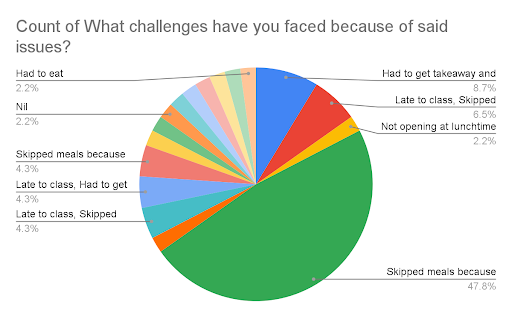 Count of What challenges have you faced because of said
issues?
Had to eat
2.2%
Nil
2.2%
Skipped meals because
4.3%
Late to class, Had to get
4.3%
Late to class, Skipped
4.3%
Had to get takeaway and
8.7%
Late to class, Skipped
6.5%
Not opening at lunchtime
2.2%
Skipped meals because
47.8%